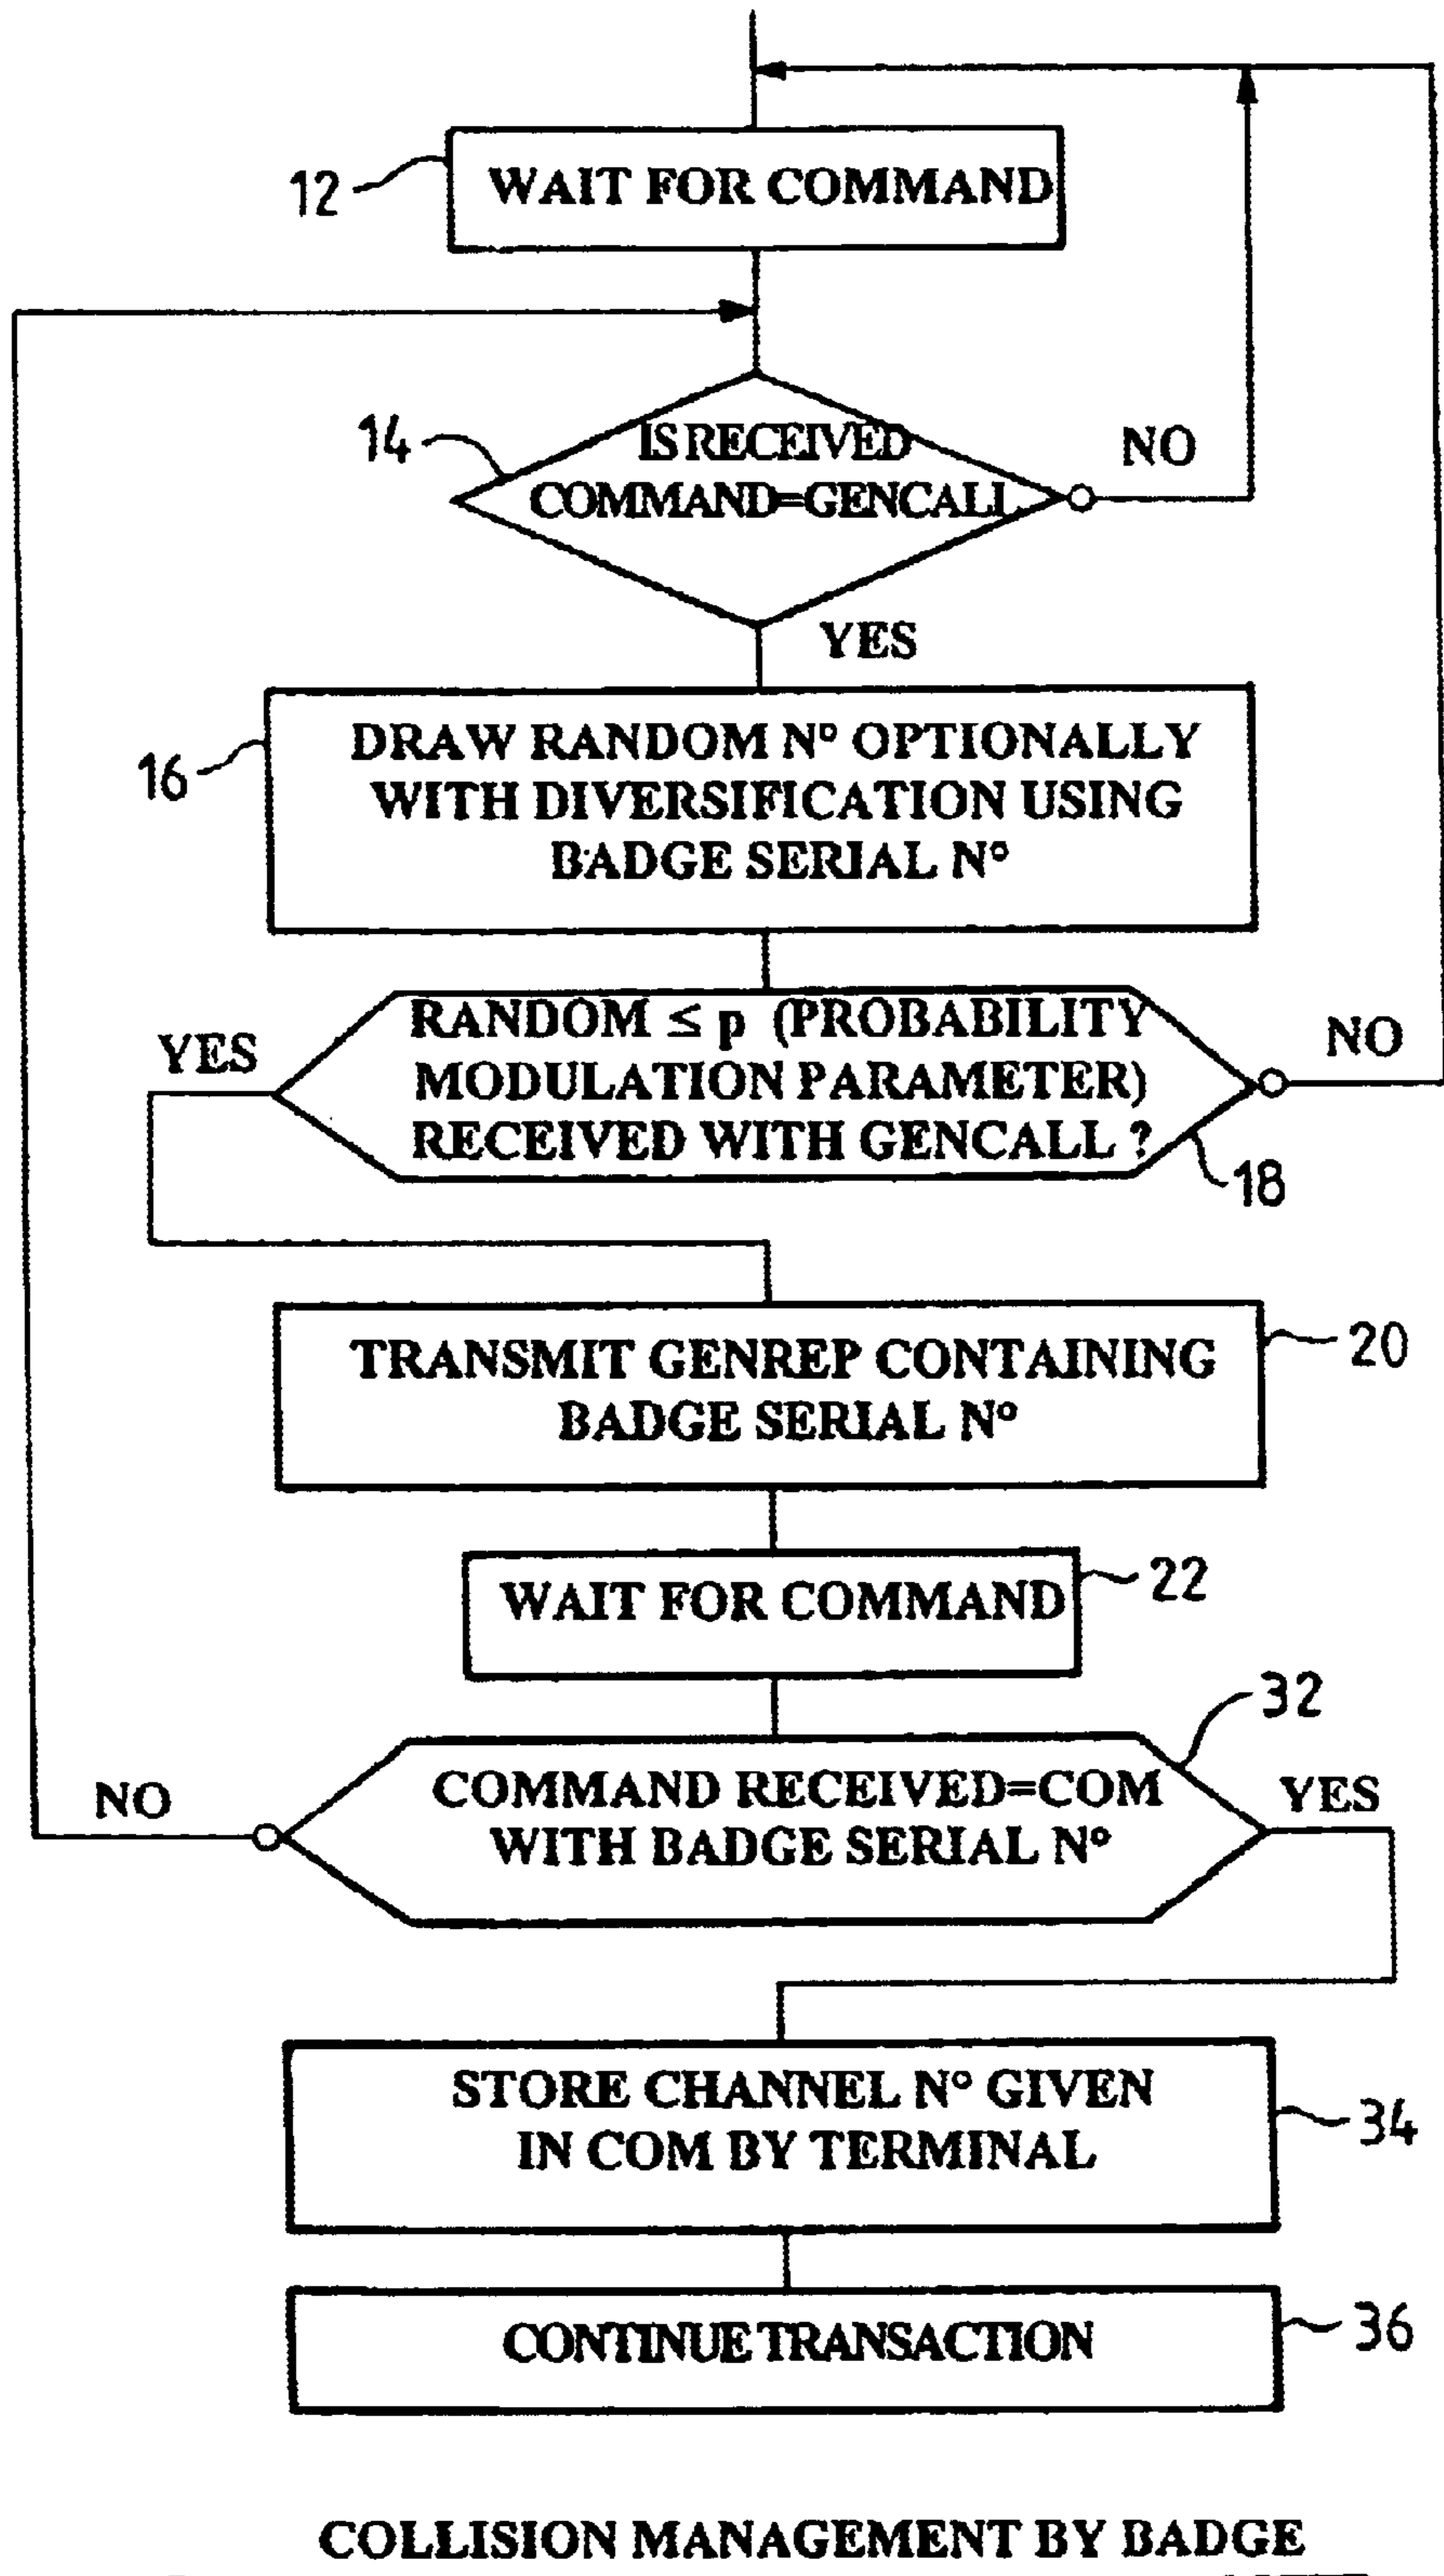 12
WAIT FOR COMMAND
14
IS RECEIVED
COMMAND=GENCALL
NO
YES
16
DRAW RANDOM N° OPTIONALLY
WITH DIVERSIFICATION USING
BADGE SERIAL N°
YES
RANDOM ≤ p (PROBABILITY
MODULATION PARAMETER)
RECEIVED WITH GENCALL ?
NO
18
TRANSMIT GENREP CONTAINING
BADGE SERIAL N°
20
WAIT FOR COMMAND
22
32
NO
COMMAND RECEIVED=COM
WITH BADGE SERIAL N°
YES
STORE CHANNEL N° GIVEN
IN COM BY TERMINAL
34
CONTINUE TRANSACTION
36
COLLISION MANAGEMENT BY BADGE